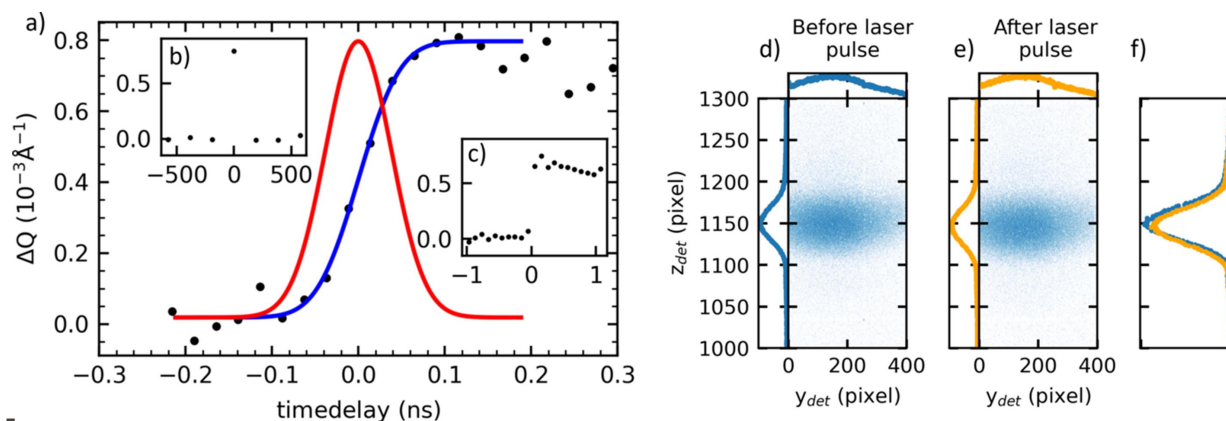 a)
ΔQ (10⁻³Å⁻¹)
0.8
0.6
0.4
0.2
0.0
−0.3 −0.2 −0.1 0.0 0.1 0.2 0.3
timedelay (ns)
b)
0.5
0.0
−500 0 500
c)
0.5
0.0
−1 0 1
d)
Before laser
pulse
z_det (pixel)
1300
1250
1200
1150
1100
1050
1000
0 200 400
y_det (pixel)
e)
After laser
pulse
0 200 400
y_det (pixel)
f)